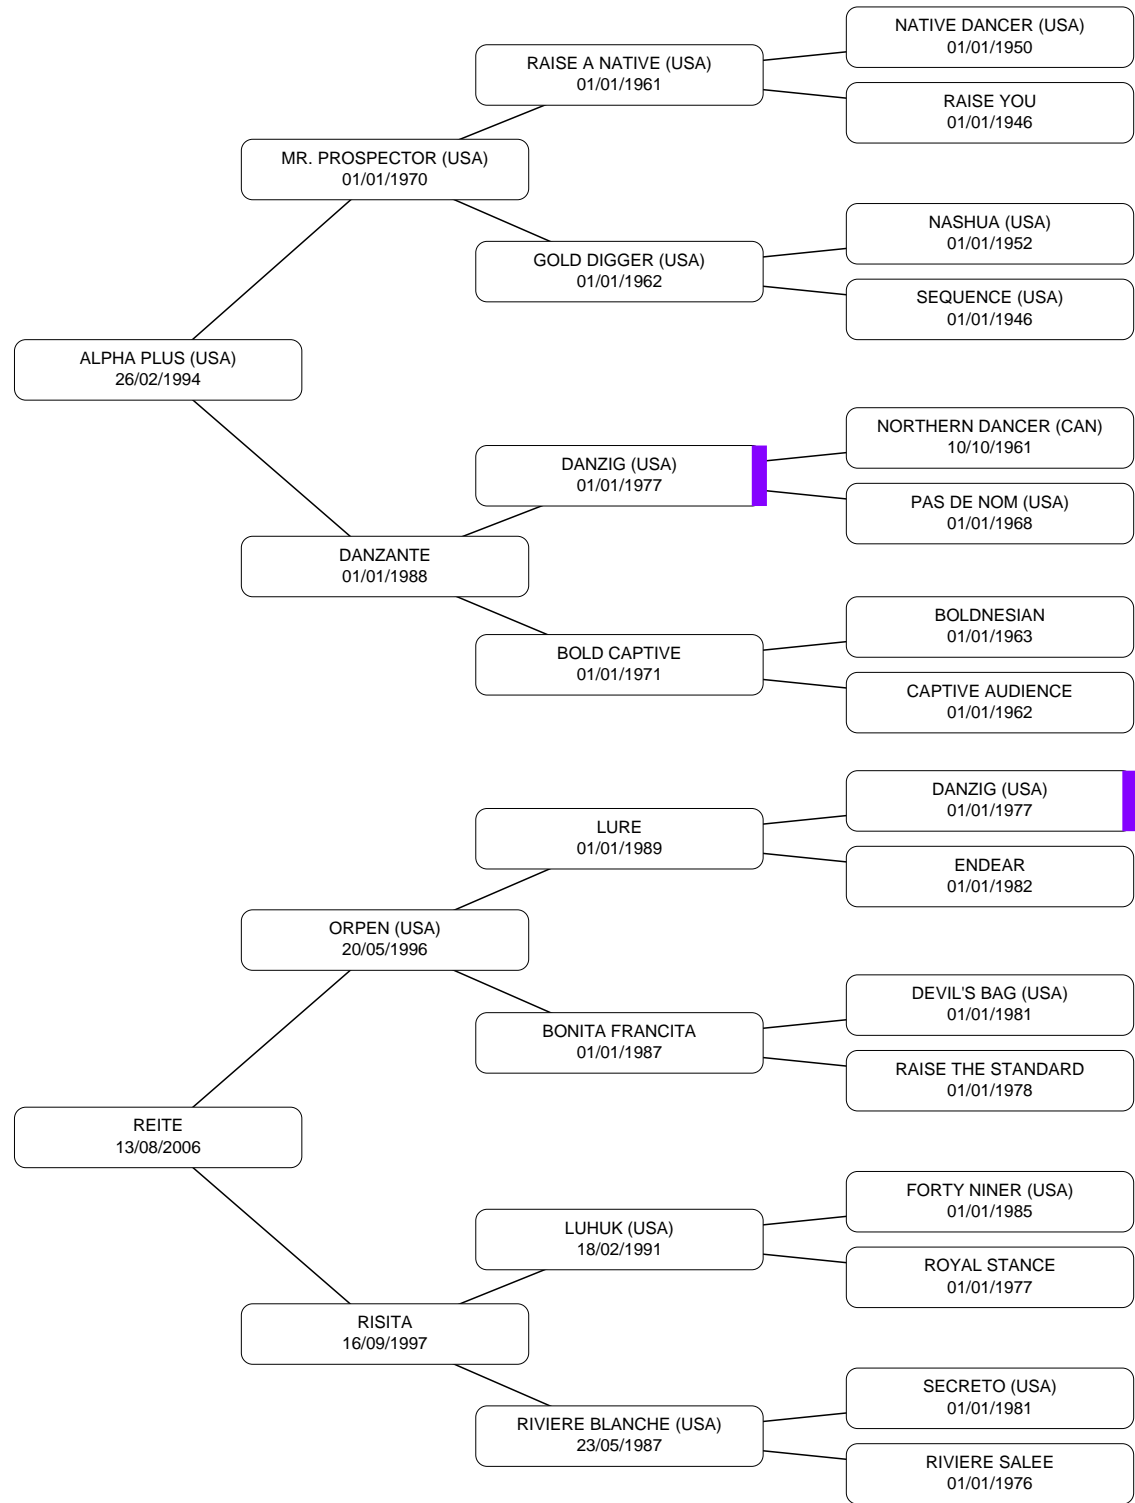 NATIVE DANCER (USA)
01/01/1950
RAISE A NATIVE (USA)
01/01/1961
RAISE YOU
01/01/1946
MR. PROSPECTOR (USA)
01/01/1970
NASHUA (USA)
01/01/1952
GOLD DIGGER (USA)
01/01/1962
SEQUENCE (USA)
01/01/1946
ALPHA PLUS (USA)
26/02/1994
NORTHERN DANCER (CAN)
10/10/1961
DANZIG (USA)
01/01/1977
PAS DE NOM (USA)
01/01/1968
DANZANTE
01/01/1988
BOLDNESIAN
01/01/1963
BOLD CAPTIVE
01/01/1971
CAPTIVE AUDIENCE
01/01/1962
DANZIG (USA)
01/01/1977
LURE
01/01/1989
ENDEAR
01/01/1982
ORPEN (USA)
20/05/1996
DEVIL'S BAG (USA)
01/01/1981
BONITA FRANCITA
01/01/1987
RAISE THE STANDARD
01/01/1978
REITE
13/08/2006
FORTY NINER (USA)
01/01/1985
LUHUK (USA)
18/02/1991
ROYAL STANCE
01/01/1977
RISITA
16/09/1997
SECRETO (USA)
01/01/1981
RIVIERE BLANCHE (USA)
23/05/1987
RIVIERE SALEE
01/01/1976